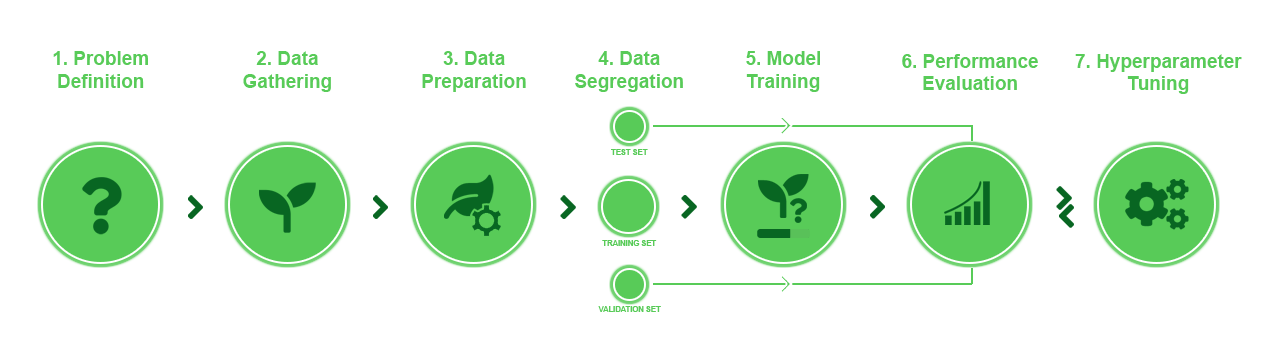 1. Problem
Definition
2. Data
Gathering
3. Data
Preparation
4. Data
Segregation
5. Model
Training
6. Performance
Evaluation
7. Hyperparameter
Tuning
TEST SET
TRAINING SET
VALIDATION SET
?
?